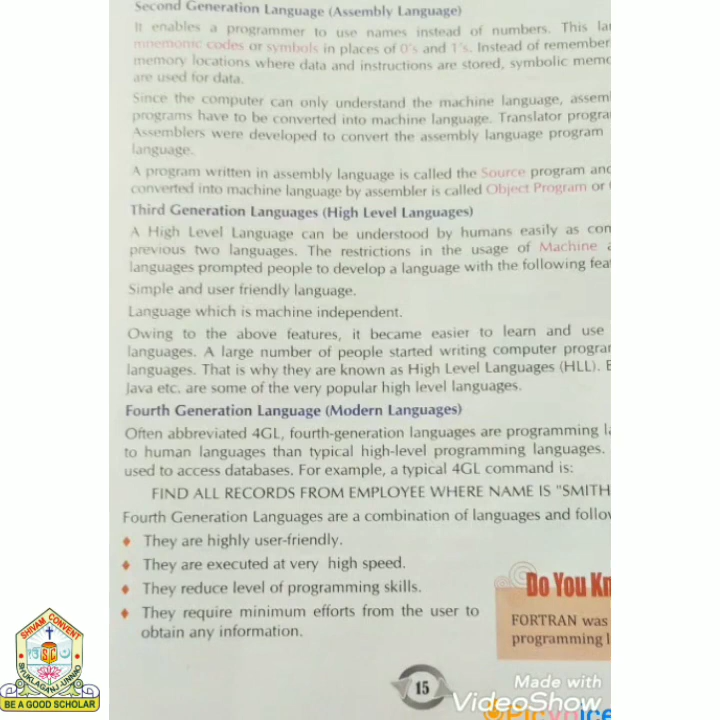 Second Generation Language (Assembly Language)
It enables a programmer to use names instead of numbers. This
mnemonic codes or symbols in places of 0's and 1's. Instead of
memory locations where data and instructions are stored, symbolic
are used for data.
Since the computer can only understand the machine language,
programs have to be converted into machine language. Translator
Assemblers were developed to convert the assembly language program
language.
A program written in assembly language is called the Source program
converted into machine language by assembler is called Object Program or
Third Generation Languages (High Level Languages)
A High Level Language can be understood by humans easily as
previous two languages. The restrictions in the usage of Machine
languages prompted people to develop a language with the following
Simple and user friendly language.
Language which is machine independent.
Owing to the above features, it became easier to learn and use
languages. A large number of people started writing computer
languages. That is why they are known as High Level Languages (HLL).
Java etc. are some of the very popular high level languages.
Fourth Generation Language (Modern Languages)
Often abbreviated 4GL, fourth-generation languages are programming
to human languages than typical high-level programming languages.
used to access databases. For example, a typical 4GL command is:
FIND ALL RECORDS FROM EMPLOYEE WHERE NAME IS "SMITH
Fourth Generation Languages are a combination of languages and
They are highly user-friendly.
They are executed at very high speed.
They reduce level of programming skills.
They require minimum efforts from the user to
obtain any information.
Do You
FORTRAN was
programming
15
Made with
VideoShow
SHIVAM CONVENT
SHUKLAGANJ-UNNAO
BE A GOOD SCHOLAR